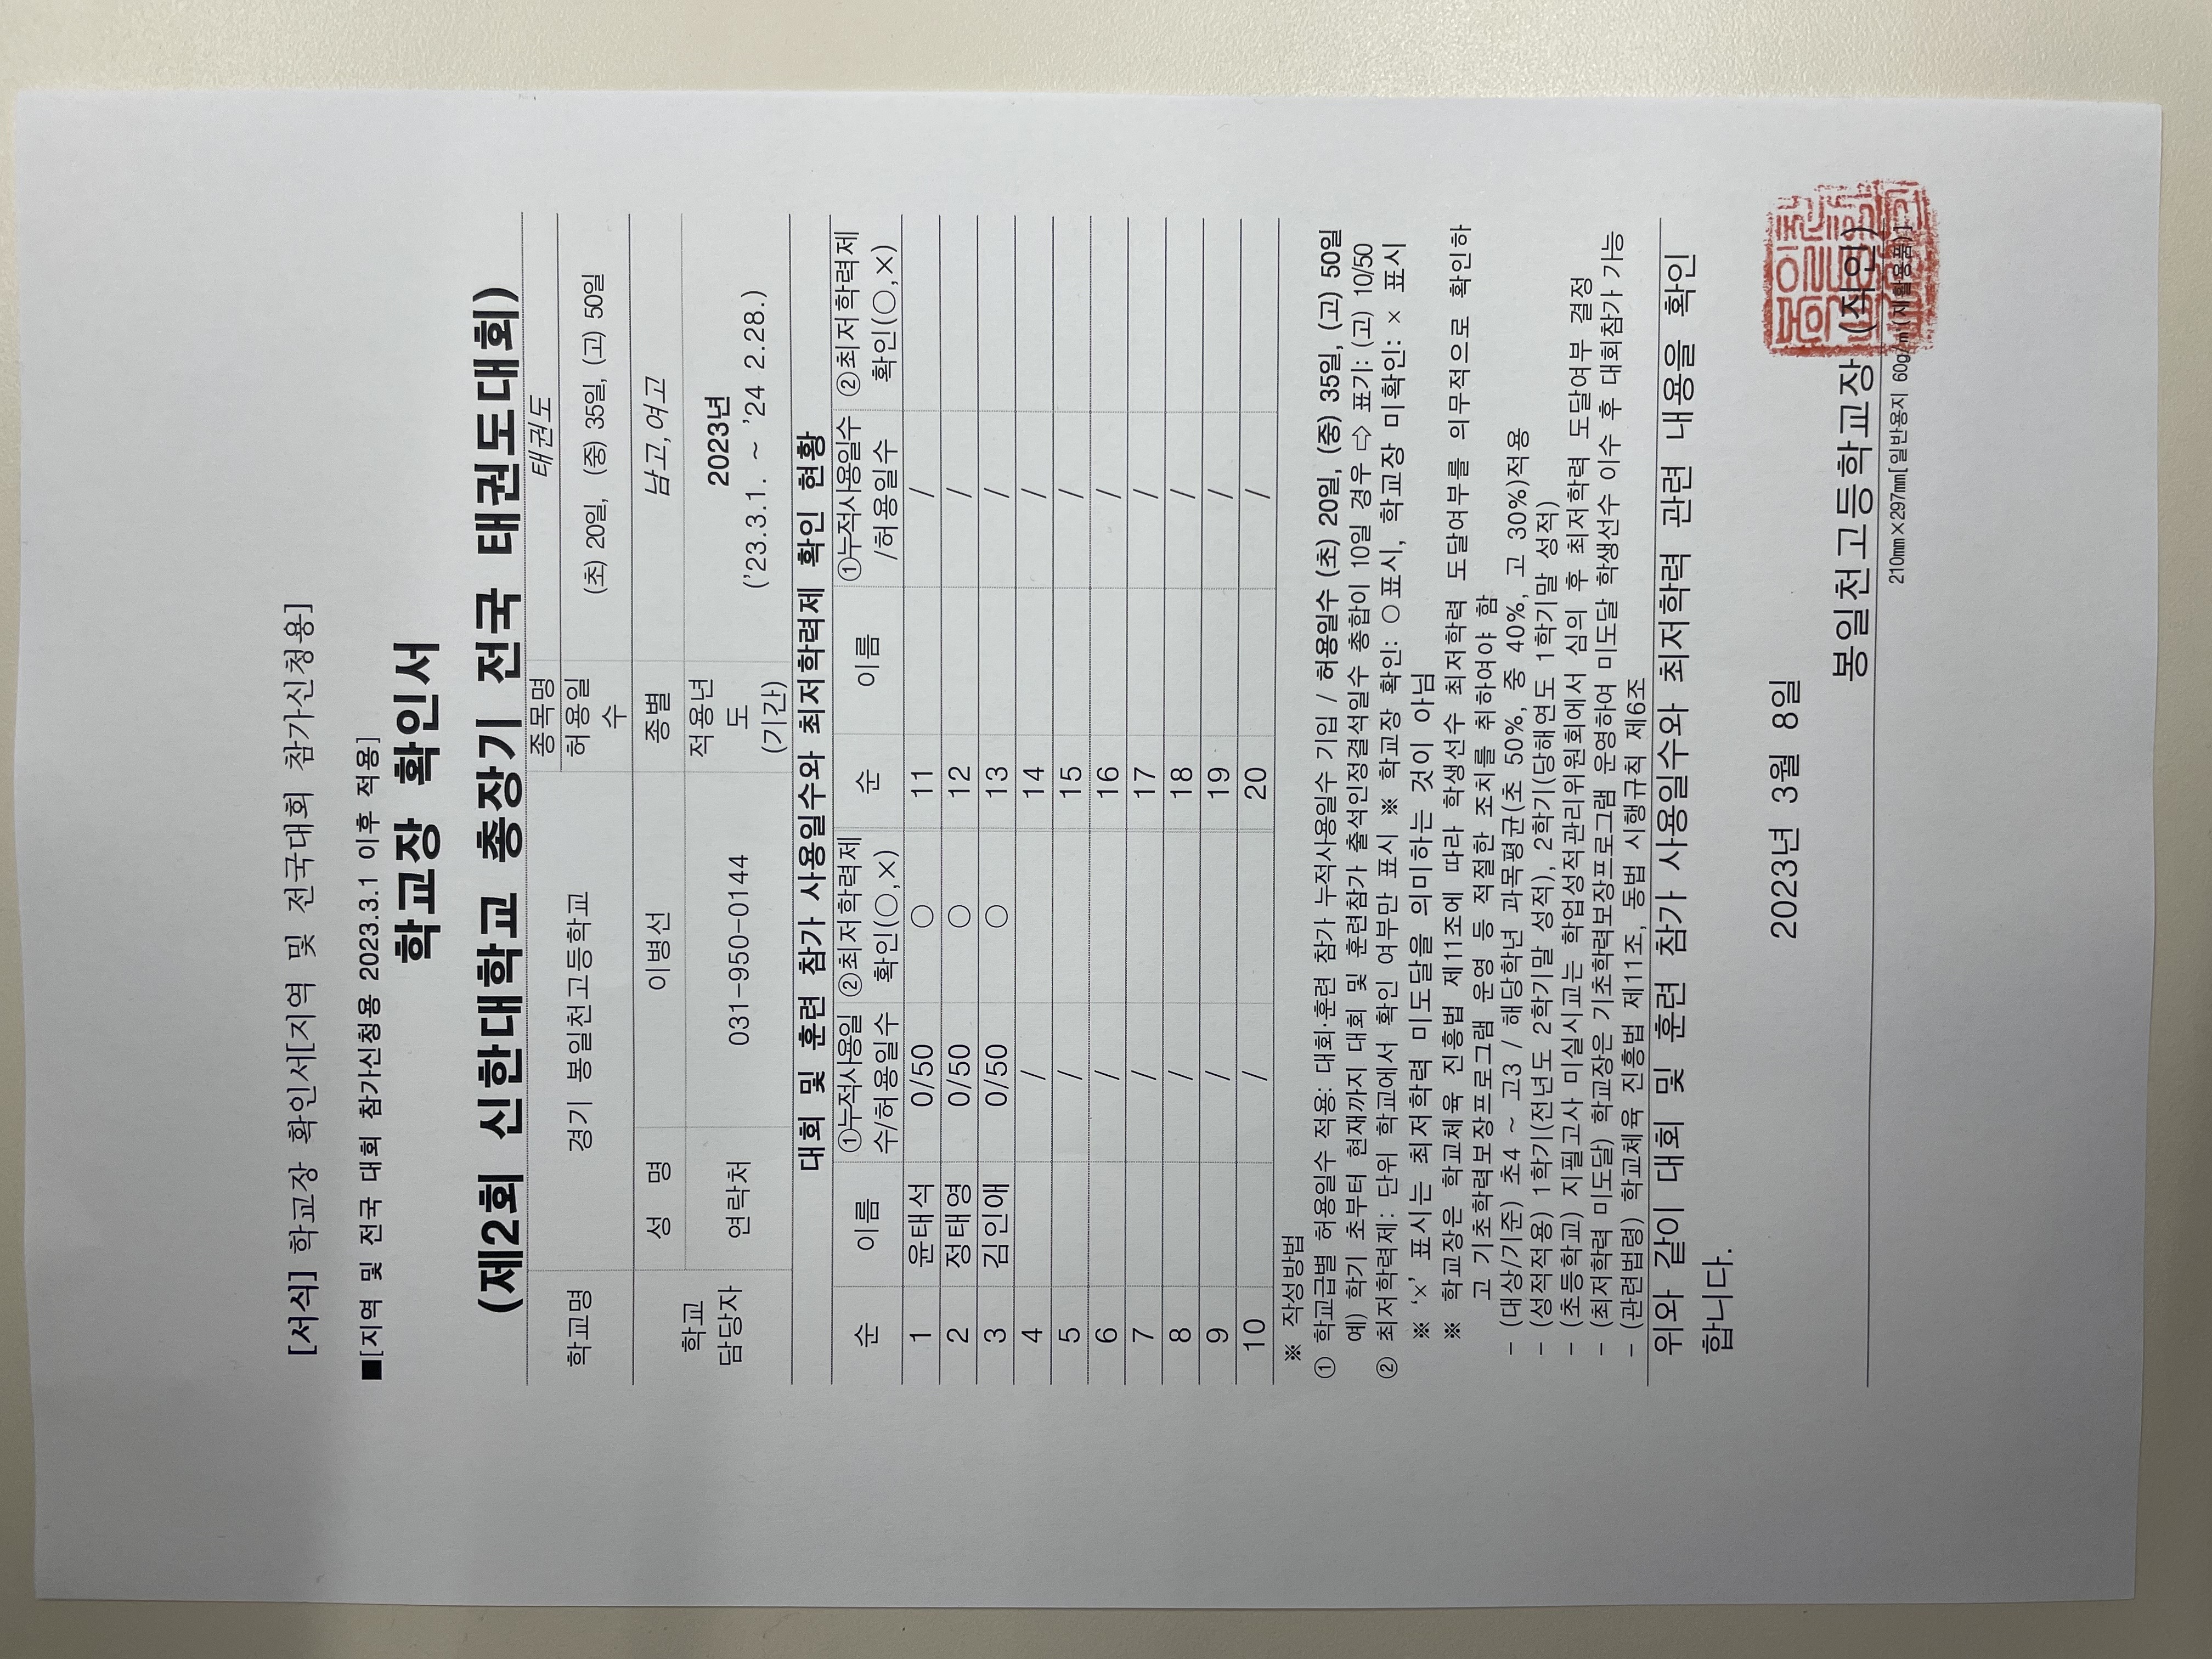 [서식] 학교장 확인서[지역 및 전국대회 참가신청용]
■[지역 및 전국 대회 참가신청용 2023.3.1 이후 적용]
학교장 확인서
(제2회 신한대학교 총장기 전국 태권도대회)
학교명 경기 봉일천고등학교 종목명 태권도
허용일수 (초) 20일, (중) 35일, (고) 50일
학교 담당자 성 명 이병선 종별 남고,여고
연락처 031-950-0144 적용년도 (기간) 2023년
('23.3.1. ~ '24 2.28.)
대회 및 훈련 참가 사용일수와 최저학력제 확인 현황
순 이름 ①누적사용일수/허용일수 ②최저학력제 확인(○,×) 순 이름 ①누적사용일수/허용일수 ②최저학력제 확인(○,×)
1 윤태석 0/50 ○ 11 /
2 정태영 0/50 ○ 12 /
3 김인애 0/50 ○ 13 /
4 / 14 /
5 / 15 /
6 / 16 /
7 / 17 /
8 / 18 /
9 / 19 /
10 / 20 /
※ 작성방법
① 학교급별 허용일수 적용: 대회·훈련 참가 누적사용일수 기입 / 허용일수 (초) 20일, (중) 35일, (고) 50일
예) 학기 초부터 현재까지 대회 및 훈련참가 출석인정결석일수 총합이 10일 경우 ⇨ 표기: (고) 10/50
② 최저학력제: 단위 학교에서 확인 여부만 표시 ※ 학교장 확인: ○표시, 학교장 미확인: × 표시
※ '×' 표시는 최저학력 미도달을 의미하는 것이 아님
※ 학교장은 학교체육 진흥법 제11조에 따라 학생선수 최저학력 도달여부를 의무적으로 확인하
고 기초학력보장프로그램 운영 등 적절한 조치를 취하여야 함
- (대상/기준) 초4 ~ 고3 / 해당학년 과목평균(초 50%, 중 40%, 고 30%)적용
- (성적적용) 1학기(전년도 2학기말 성적), 2학기(당해연도 1학기말 성적)
- (초등학교) 지필고사 미실시교는 학업성적관리위원회에서 심의 후 최저학력 도달여부 결정
- (최저학력 미도달) 학교장은 기초학력보장프로그램 운영하여 미도달 학생선수 이수 후 대회참가 가능
- (관련법령) 학교체육 진흥법 제11조, 동법 시행규칙 제6조
위와 같이 대회 및 훈련 참가 사용일수와 최저학력 관련 내용을 확인
합니다.
2023년 3월 8일
봉일천고등학교장 (직인)
210mm×297mm[일반용지 60g/㎡(재활용품)]